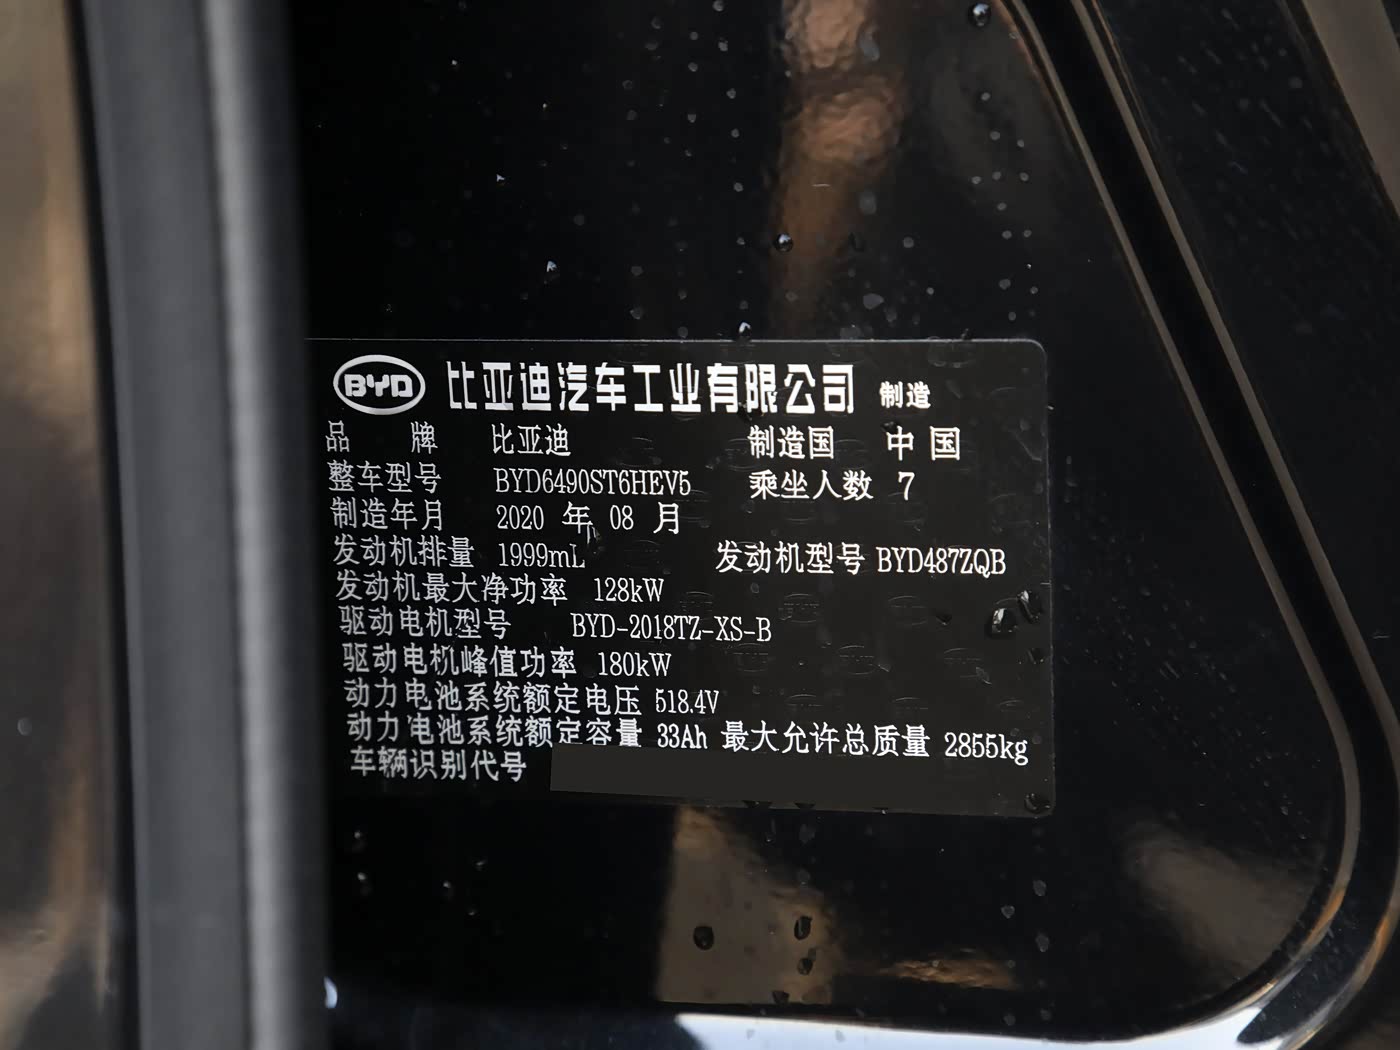 BYD 比亚迪汽车工业有限公司 制造
品 牌 比亚迪 制造国 中国
整车型号 BYD6490ST6HEV5 乘坐人数 7
制造年月 2020 年 08 月
发动机排量 1999mL 发动机型号 BYD487ZQB
发动机最大净功率 128kW
驱动电机型号 BYD-2018TZ-XS-B
驱动电机峰值功率 180kW
动力电池系统额定电压 518.4V
动力电池系统额定容量 33Ah 最大允许总质量 2855kg
车辆识别代号